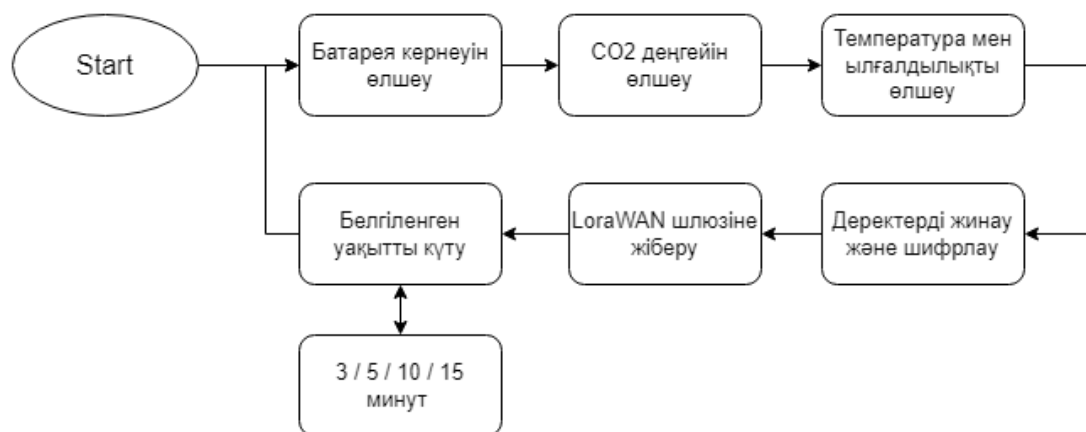 Start
Батарея кернеуін
өлшеу
CO2 деңгейін
өлшеу
Температура мен
ылғалдылықты
өлшеу
Белгіленген
уақытты күту
LoraWAN шлюзіне
жіберу
Деректерді жинау
және шифрлау
3 / 5 / 10 / 15
минут